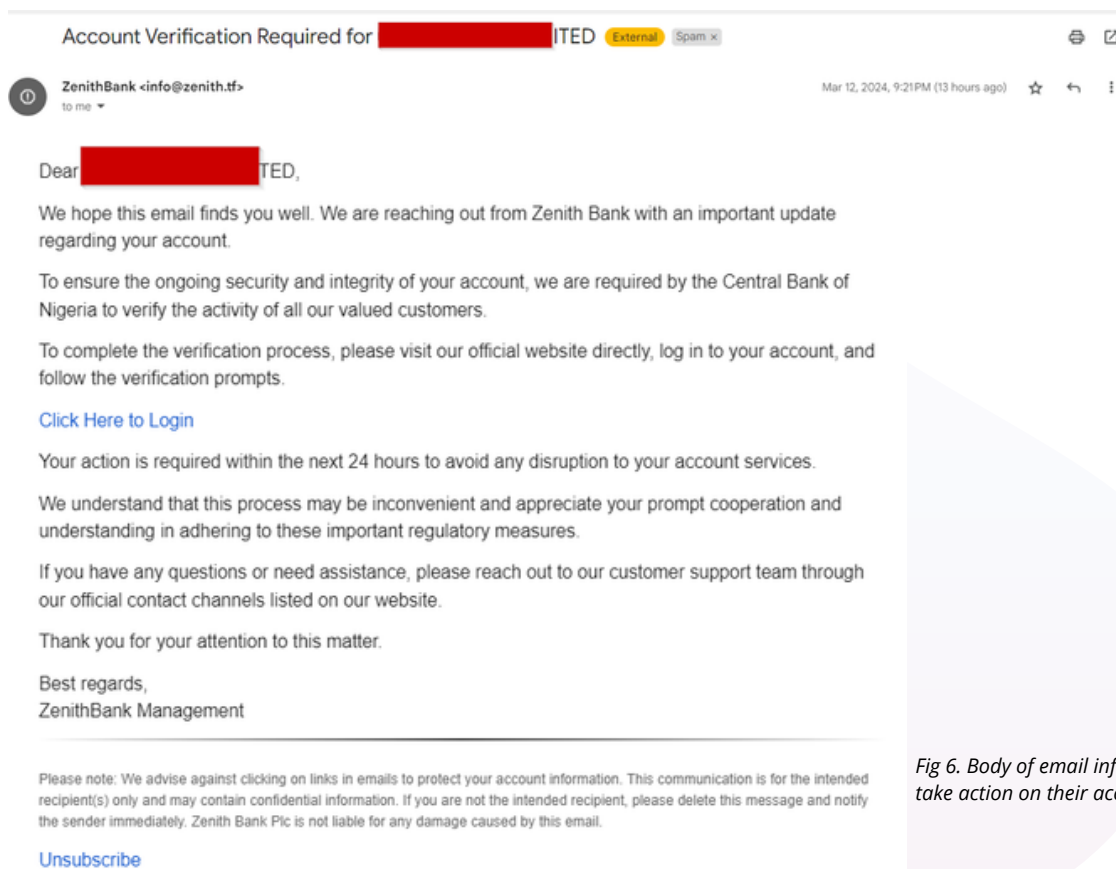 Account Verification Required for ITED External Spam x
ZenithBank <info@zenith.tf>
Mar 12, 2024, 9:21 PM (13 hours ago)
to me
Dear TED,
We hope this email finds you well. We are reaching out from Zenith Bank with an important update
regarding your account.
To ensure the ongoing security and integrity of your account, we are required by the Central Bank of
Nigeria to verify the activity of all our valued customers.
To complete the verification process, please visit our official website directly, log in to your account, and
follow the verification prompts.
Click Here to Login
Your action is required within the next 24 hours to avoid any disruption to your account services.
We understand that this process may be inconvenient and appreciate your prompt cooperation and
understanding in adhering to these important regulatory measures.
If you have any questions or need assistance, please reach out to our customer support team through
our official contact channels listed on our website.
Thank you for your attention to this matter.
Best regards,
ZenithBank Management
Please note: We advise against clicking on links in emails to protect your account information. This communication is for the intended
recipient(s) only and may contain confidential information. If you are not the intended recipient, please delete this message and notify
the sender immediately. Zenith Bank Plc is not liable for any damage caused by this email.
Unsubscribe
Fig 6. Body of email inf
take action on their acc